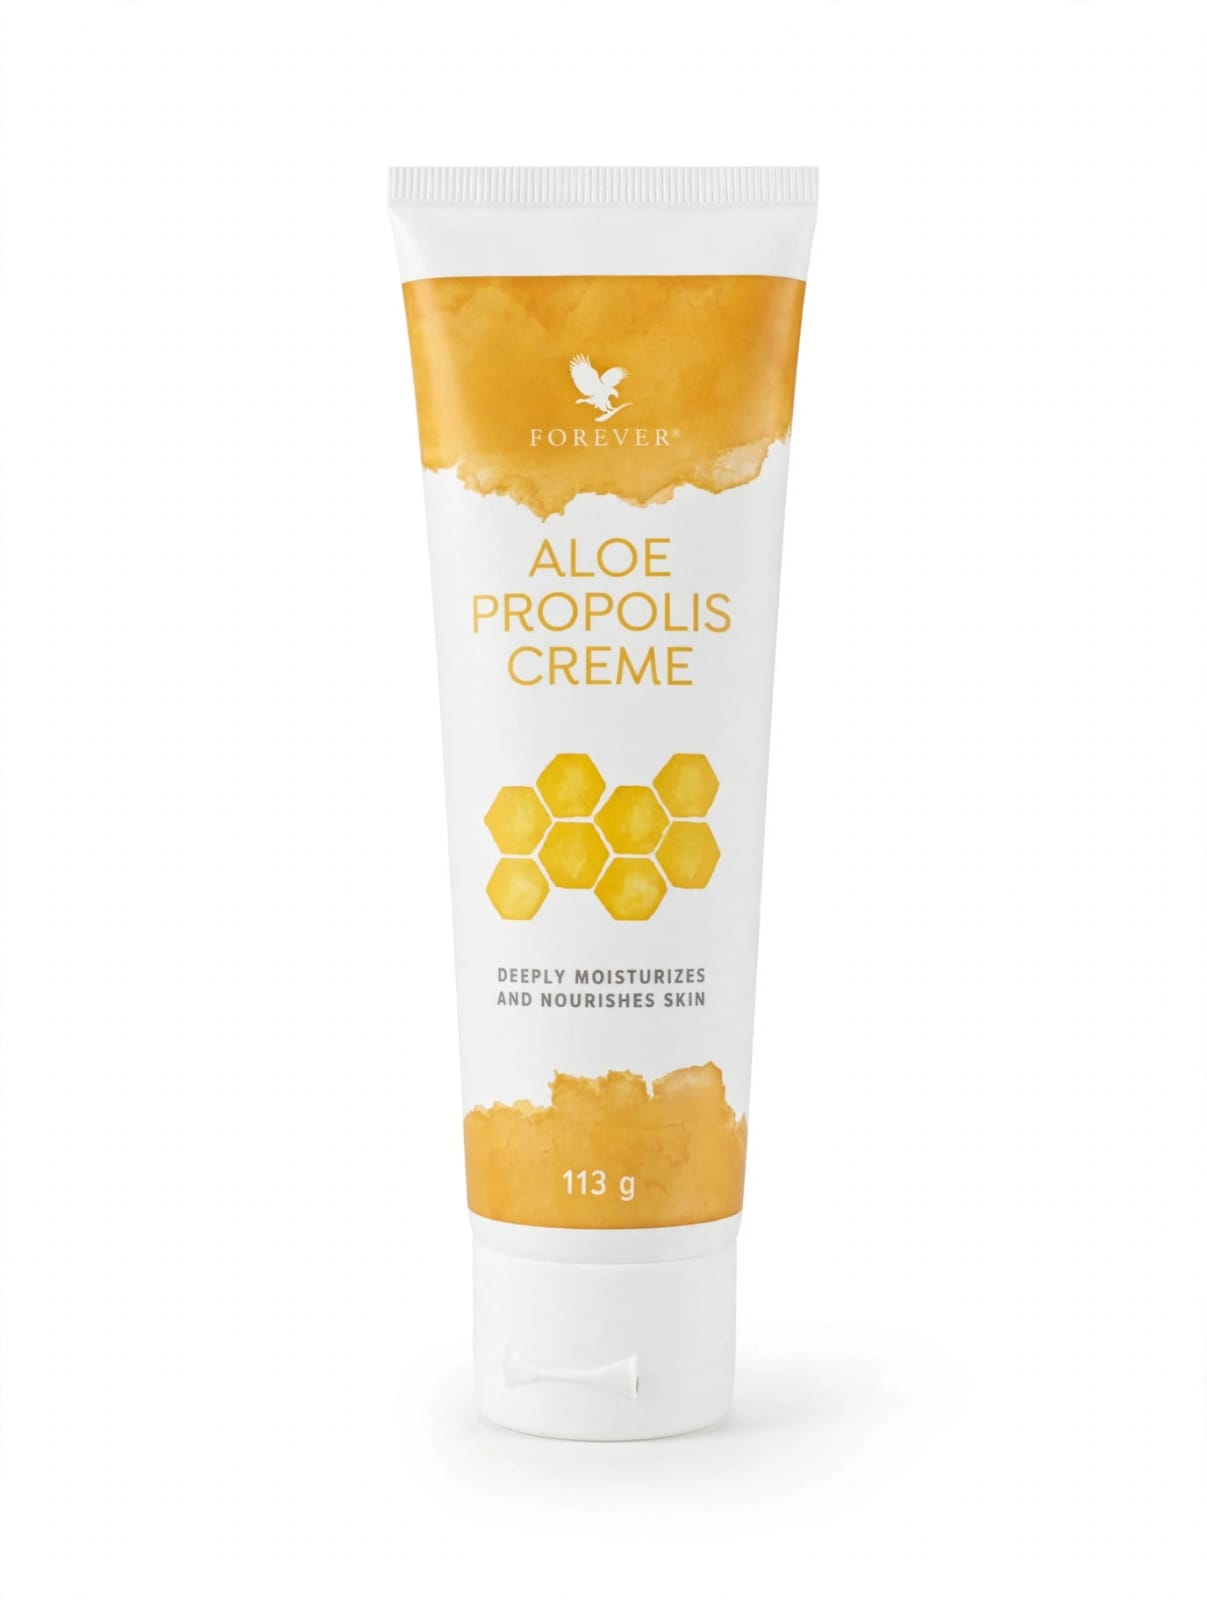 FOREVER®
ALOE
PROPOLIS
CREME
DEEPLY MOISTURIZES
AND NOURISHES SKIN
113 g